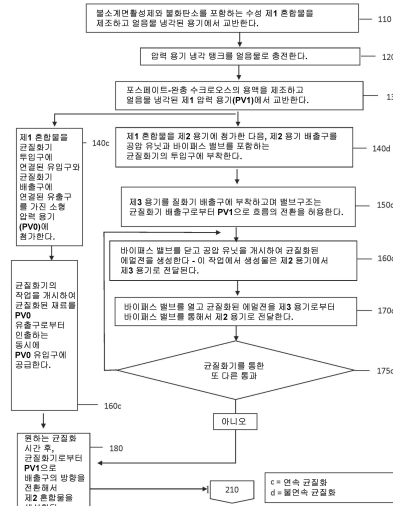 불소계면활성제와 불화탄소를 포함하는 수성 제1 혼합물을
제조하고 얼음물 냉각된 용기에서 교반한다.
110
압력 용기 냉각 탱크를 얼음물로 충전한다.
120
포스페이트-완충 수크로오스의 용액을 제조하고
얼음물 냉각된 제1 압력 용기(PV1)에서 교반한다.
제1 혼합물을
균질화기
투입구에
연결된 유입구와
균질화기
배출구에
연결된 유출구
를 가진 소형
압력 용기
(PV0)에
첨가한다.
140c
제1 혼합물을 제2 용기에 첨가한 다음, 제2 용기 배출구를
공압 유닛과 바이패스 밸브를 포함하는
균질화기의 투입구에 부착한다.
140d
제3 용기를 질화기 배출구에 부착하며 밸브구조는
균질화기 배출구로부터 PV1으로 흐름의 전환을 허용한다.
150d
바이패스 밸브를 닫고 공압 유닛을 개시하여 균질화된
에멀전을 생성한다 - 이 작업에서 생성물은 제2 용기에서
제3 용기로 전달된다.
160d
바이패스 밸브를 열고 균질화된 에멀전을 제3 용기로부터
바이패스 밸브를 통해서 제2 용기로 전달한다.
170d
균질화기의
작업을 개시하여
균질화된 재료를
PV0
유출구로부터
인출하는
동시에
PV0 유입구에
공급한다.
160c
균질화기를 통한
또 다른 통과
175d
아니오
원하는 균질화
시간 후,
균질화기로부터
PV1으로
배출구의 방향을
전환해서
제2 혼합물을
180
210
c = 연속 균질화
d = 불연속 균질화